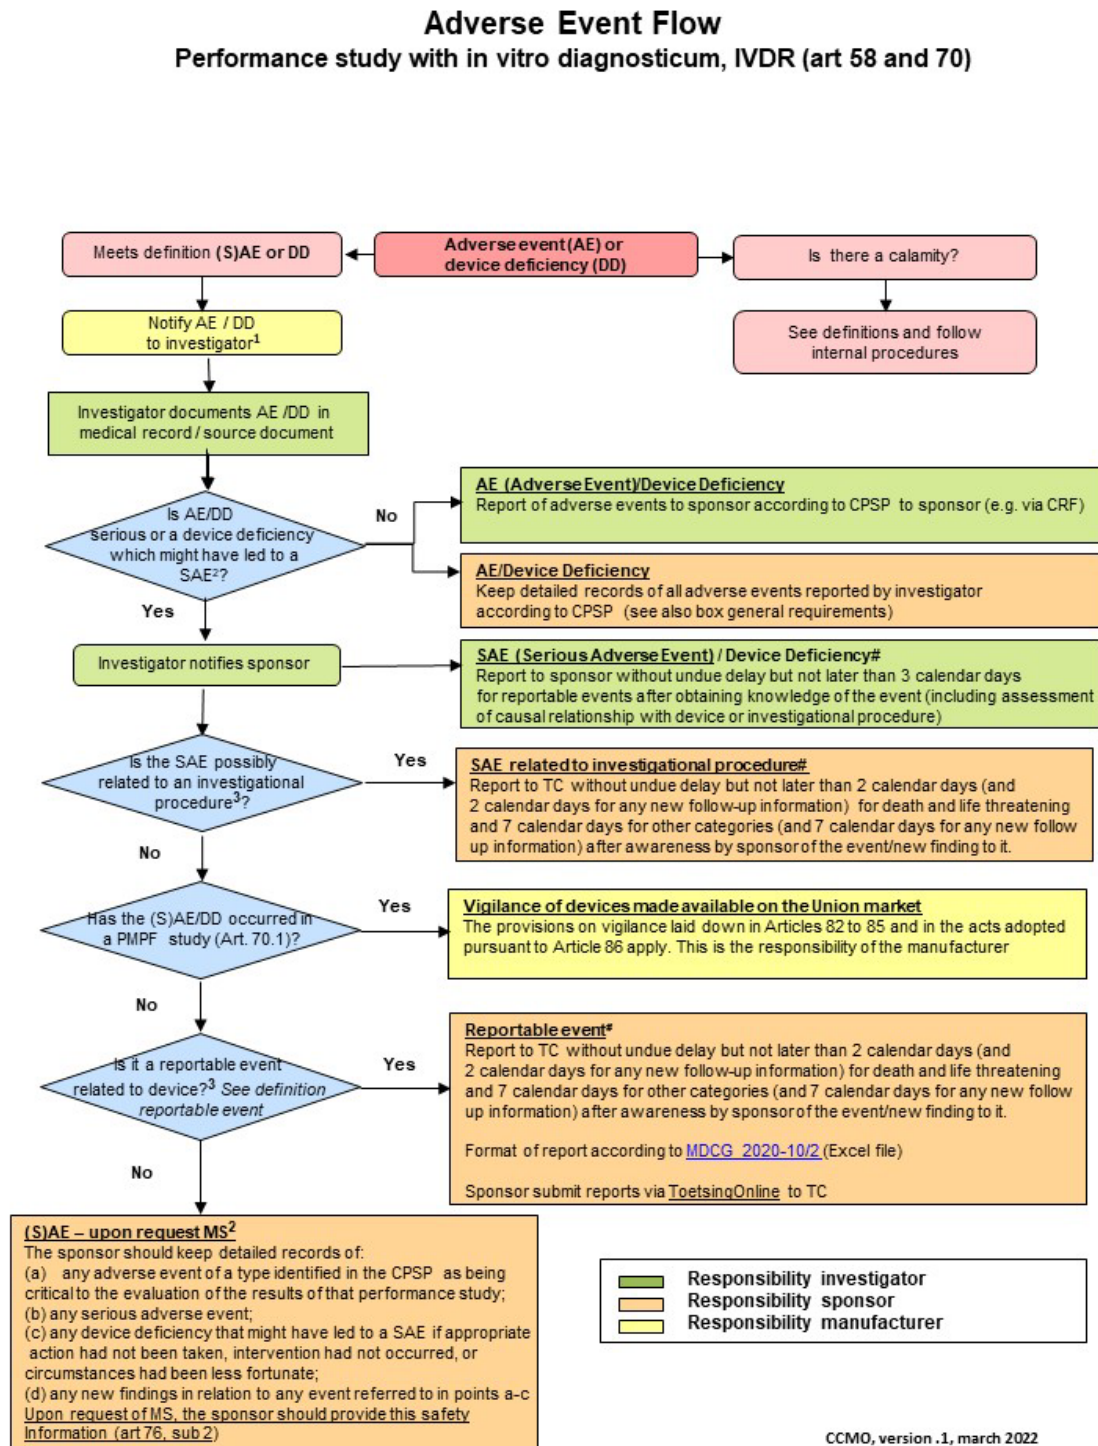 Adverse Event Flow
Performance study with in vitro diagnosticum, IVDR (art 58 and 70)
Meets definition (S)AE or DD
Adverse event (AE) or
device deficiency (DD)
Is there a calamity?
Notify AE / DD
to investigator1
See definitions and follow
internal procedures
Investigator documents AE /DD in
medical record / source document
Is AE/DD
serious or a device deficiency
which might have led to a
SAE2?
No
AE (Adverse Event)/Device Deficiency
Report of adverse events to sponsor according to CPSP to sponsor (e.g. via CRF)
AE/Device Deficiency
Keep detailed records of all adverse events reported by investigator
according to CPSP (see also box general requirements)
Yes
Investigator notifies sponsor
SAE (Serious Adverse Event) / Device Deficiency#
Report to sponsor without undue delay but not later than 3 calendar days
for reportable events after obtaining knowledge of the event (including assessment
of causal relationship with device or investigational procedure)
Is the SAE possibly
related to an investigational
procedure3?
Yes
SAE related to investigational procedure#
Report to TC without undue delay but not later than 2 calendar days (and
2 calendar days for any new follow-up information) for death and life threatening
and 7 calendar days for other categories (and 7 calendar days for any new follow
up information) after awareness by sponsor of the event/new finding to it.
No
Has the (S)AE/DD occurred in
a PMPF study (Art. 70.1)?
Yes
Vigilance of devices made available on the Union market
The provisions on vigilance laid down in Articles 82 to 85 and in the acts adopted
pursuant to Article 86 apply. This is the responsibility of the manufacturer
No
Is it a reportable event
related to device?3 See definition
reportable event
Yes
Reportable event#
Report to TC without undue delay but not later than 2 calendar days (and
2 calendar days for any new follow-up information) for death and life threatening
and 7 calendar days for other categories (and 7 calendar days for any new follow
up information) after awareness by sponsor of the event/new finding to it.
Format of report according to MDCG 2020-10/2 (Excel file)
Sponsor submit reports via ToetsingOnline to TC
No
(S)AE – upon request MS2
The sponsor should keep detailed records of:
(a) any adverse event of a type identified in the CPSP as being
critical to the evaluation of the results of that performance study;
(b) any serious adverse event;
(c) any device deficiency that might have led to a SAE if appropriate
action had not been taken, intervention had not occurred, or
circumstances had been less fortunate;
(d) any new findings in relation to any event referred to in points a-c
Upon request of MS, the sponsor should provide this safety
Information (art 76, sub 2)
Responsibility investigator
Responsibility sponsor
Responsibility manufacturer
CCMO, version .1, march 2022